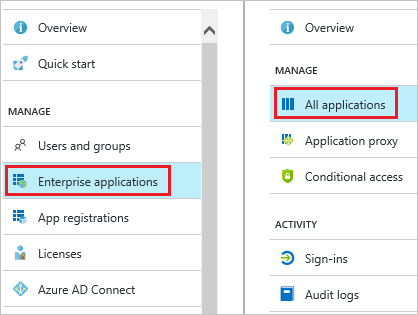 Overview
Quick start
MANAGE
Users and groups
Enterprise applications
App registrations
Licenses
Azure AD Connect
Overview
MANAGE
All applications
Application proxy
Conditional access
ACTIVITY
Sign-ins
Audit logs